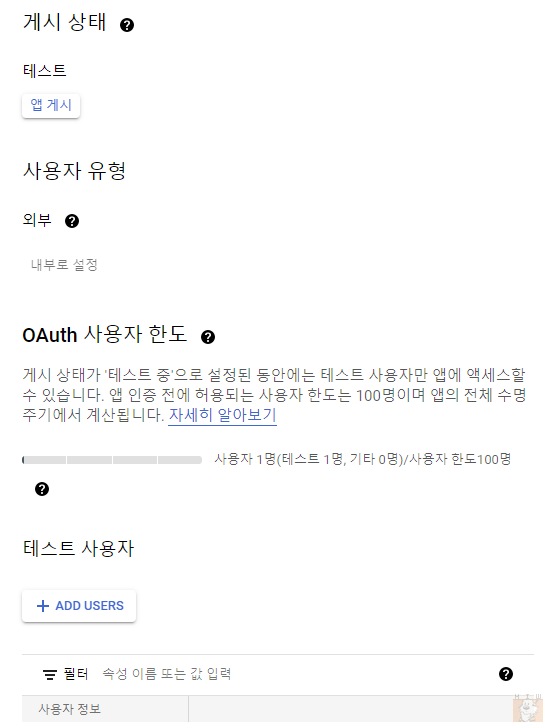 게시 상태
테스트
앱 게시
사용자 유형
외부
내부로 설정
OAuth 사용자 한도
게시 상태가 '테스트 중'으로 설정된 동안에는 테스트 사용자만 앱에 액세스할
수 있습니다. 앱 인증 전에 허용되는 사용자 한도는 100명이며 앱의 전체 수명
주기에서 계산됩니다. 자세히 알아보기
사용자 1명(테스트 1명, 기타 0명)/사용자 한도100명
테스트 사용자
ADD USERS
필터 속성 이름 또는 값 입력
사용자 정보